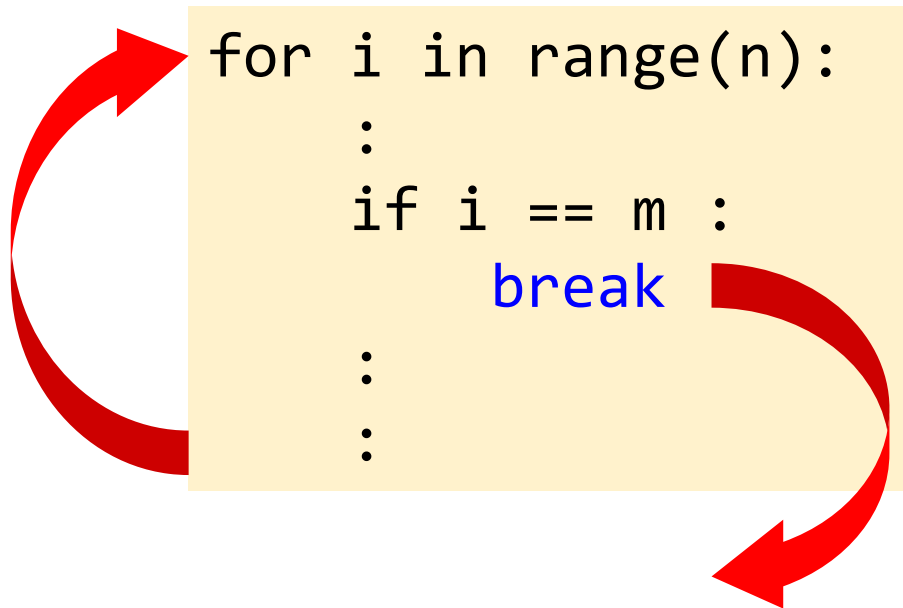 for i in range(n):
:
if i == m :
break
:
: